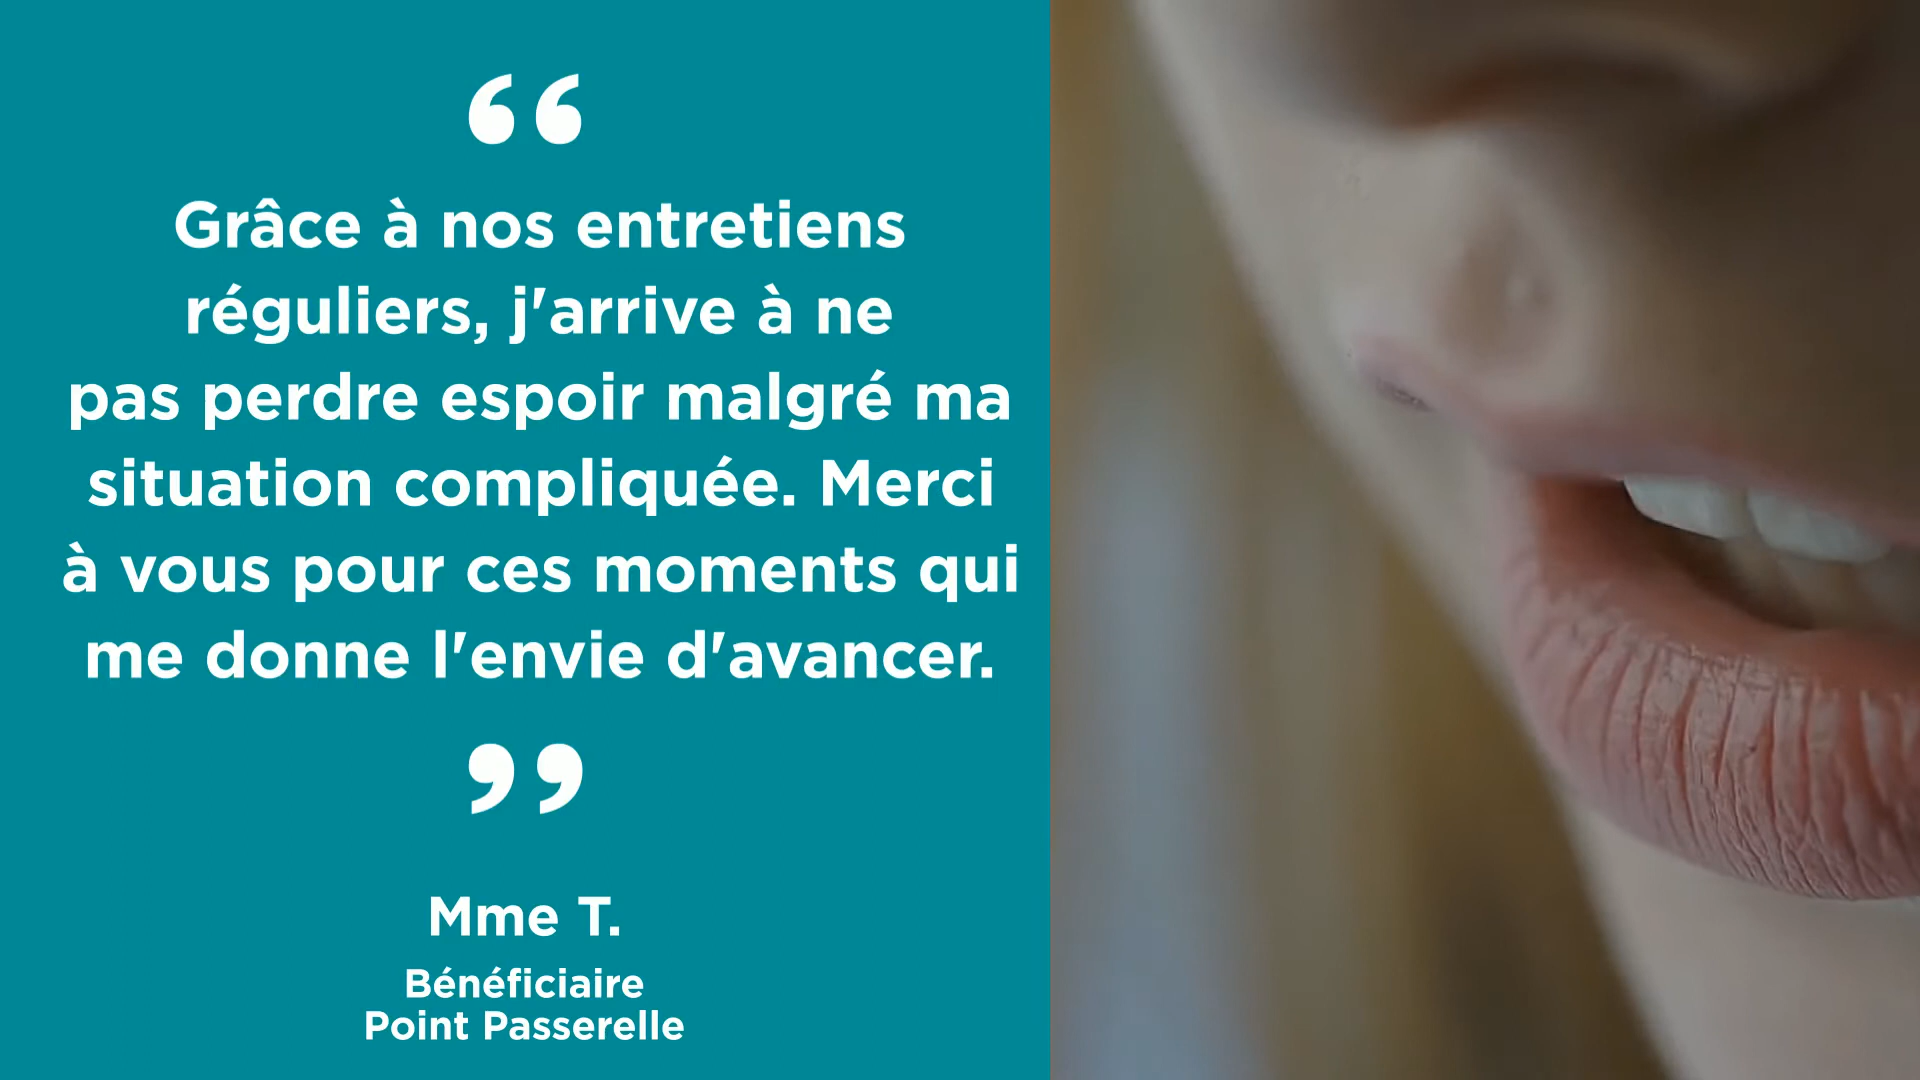 “
Grâce à nos entretiens
réguliers, j'arrive à ne
pas perdre espoir malgré ma
situation compliquée. Merci
à vous pour ces moments qui
me donne l'envie d'avancer.
”
Mme T.
Bénéficiaire
Point Passerelle